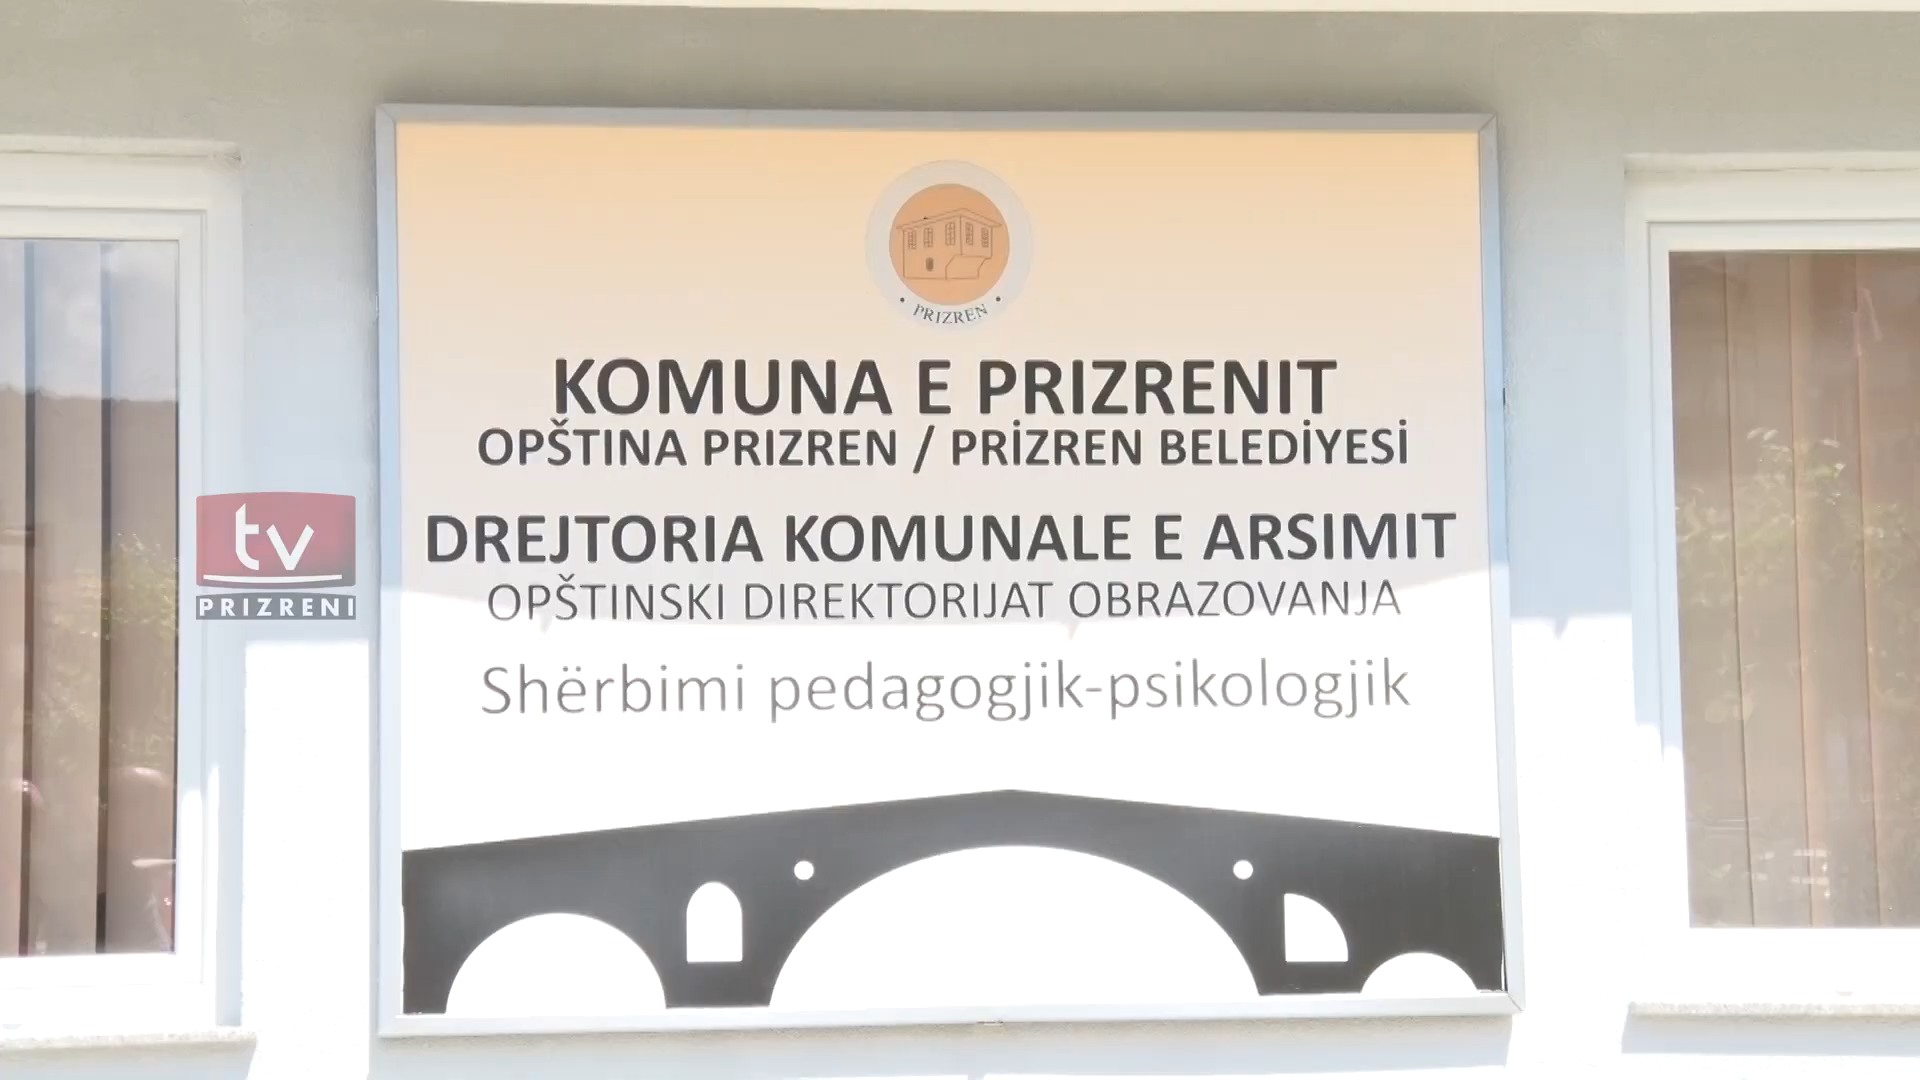 • PRIZREN •
KOMUNA E PRIZRENIT
OPŠTINA PRIZREN / PRİZREN BELEDİYESİ
DREJTORIA KOMUNALE E ARSIMIT
OPŠTINSKI DIREKTORIJAT OBRAZOVANJA
Shërbimi pedagogjik-psikologjik
tv
PRIZRENI